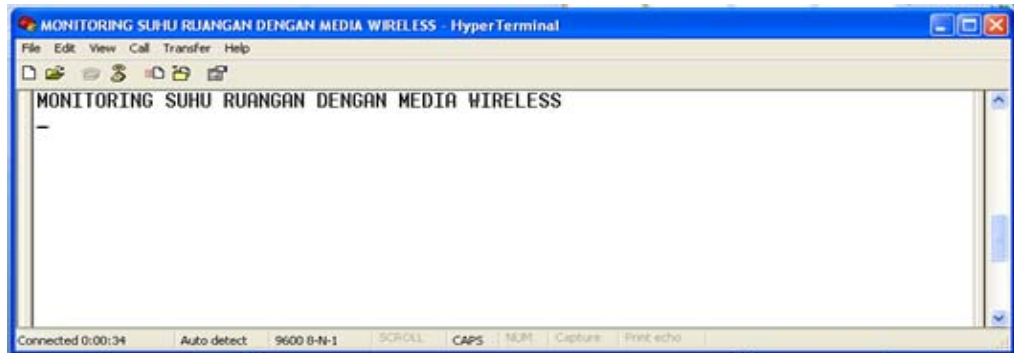 MONITORING SUHU RUANGAN DENGAN MEDIA WIRELESS - HyperTerminal
File Edit View Call Transfer Help
MONITORING SUHU RUANGAN DENGAN MEDIA WIRELESS
Connected 0:00:34 Auto detect 9600 8-N-1 SCROLL CAPS NUM Capture Print echo